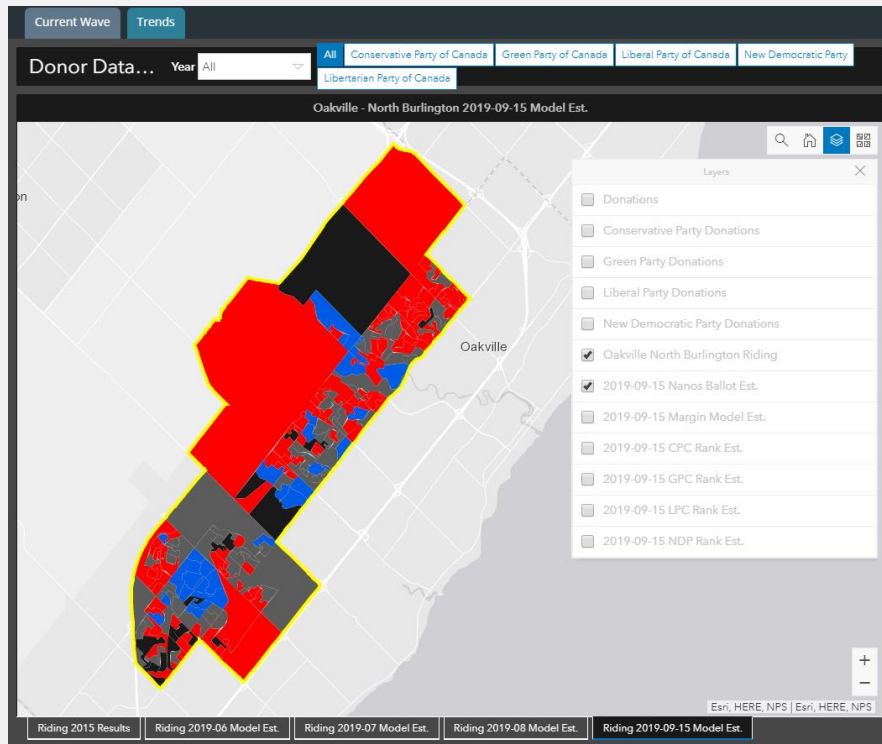 Current Wave
Trends
Donor Data...
Year
All
All
Conservative Party of Canada
Green Party of Canada
Liberal Party of Canada
New Democratic Party
Libertarian Party of Canada
Oakville - North Burlington 2019-09-15 Model Est.
on
Oakville
Layers
Donations
Conservative Party Donations
Green Party Donations
Liberal Party Donations
New Democratic Party Donations
Oakville North Burlington Riding
2019-09-15 Nanos Ballot Est.
2019-09-15 Margin Model Est.
2019-09-15 CPC Rank Est.
2019-09-15 GPC Rank Est.
2019-09-15 LPC Rank Est.
2019-09-15 NDP Rank Est.
+
−
Esri, HERE, NPS | Esri, HERE, NPS
Riding 2015 Results
Riding 2019-06 Model Est.
Riding 2019-07 Model Est.
Riding 2019-08 Model Est.
Riding 2019-09-15 Model Est.